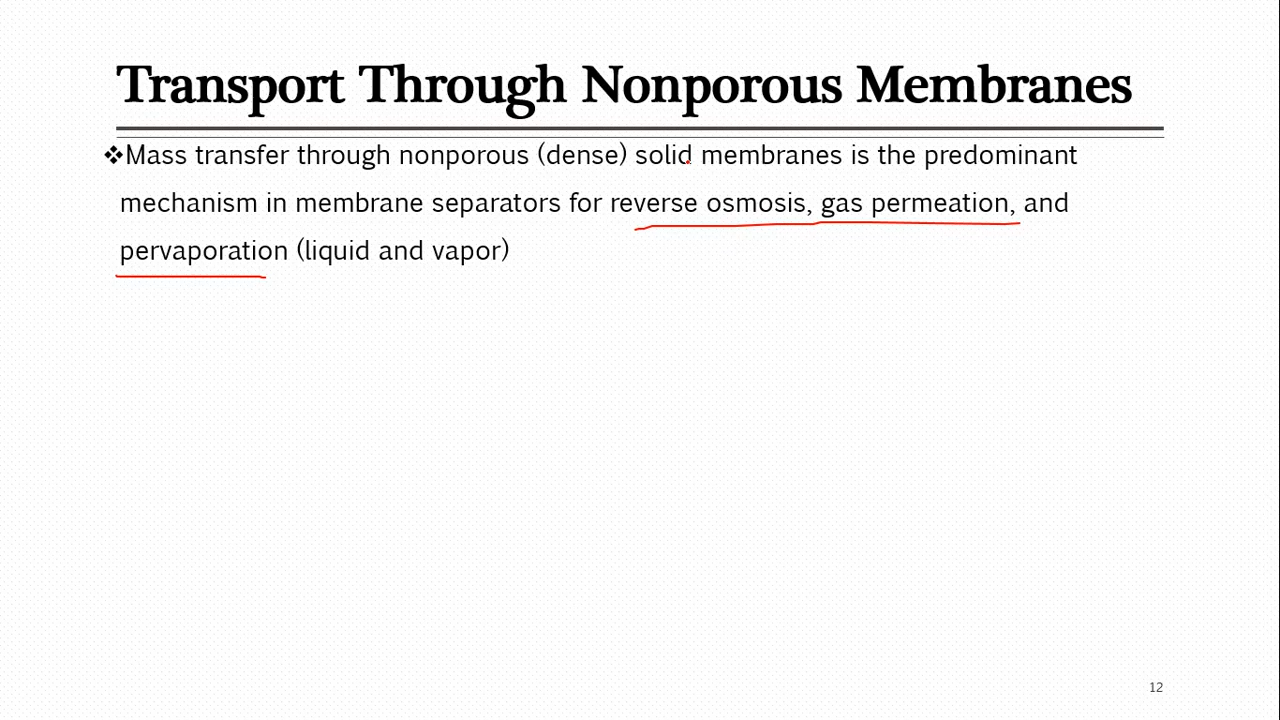 Transport Through Nonporous Membranes
❖Mass transfer through nonporous (dense) solid membranes is the predominant
mechanism in membrane separators for reverse osmosis, gas permeation, and
pervaporation (liquid and vapor)
12